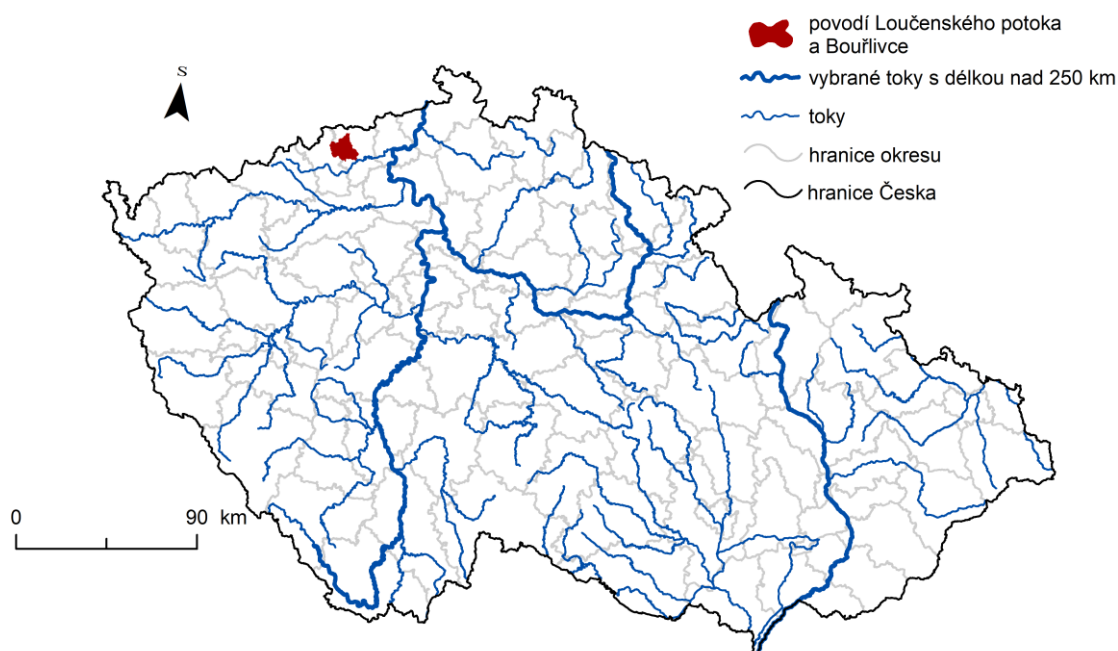 povodí Loučenského potoka
a Bouřlivce
S
vybrané toky s délkou nad 250 km
toky
hranice okresu
hranice Česka
0 90 km